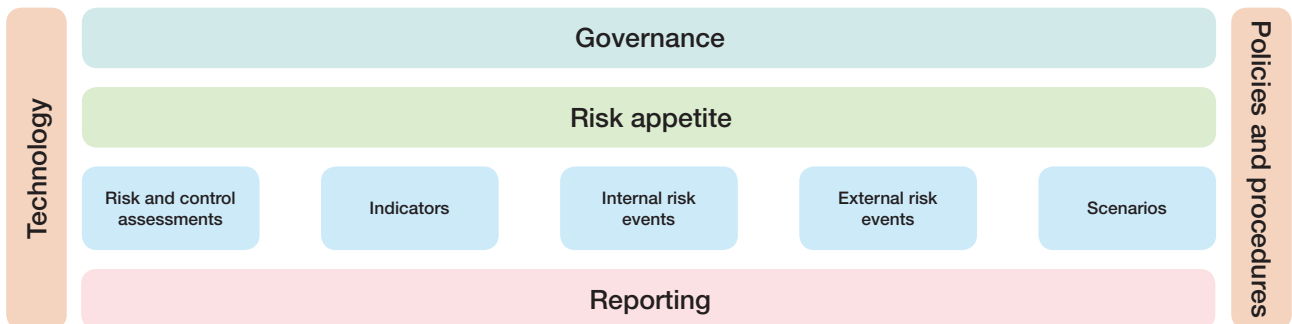 Technology
Governance
Risk appetite
Risk and control
assessments
Indicators
Internal risk
events
External risk
events
Scenarios
Reporting
Policies and procedures